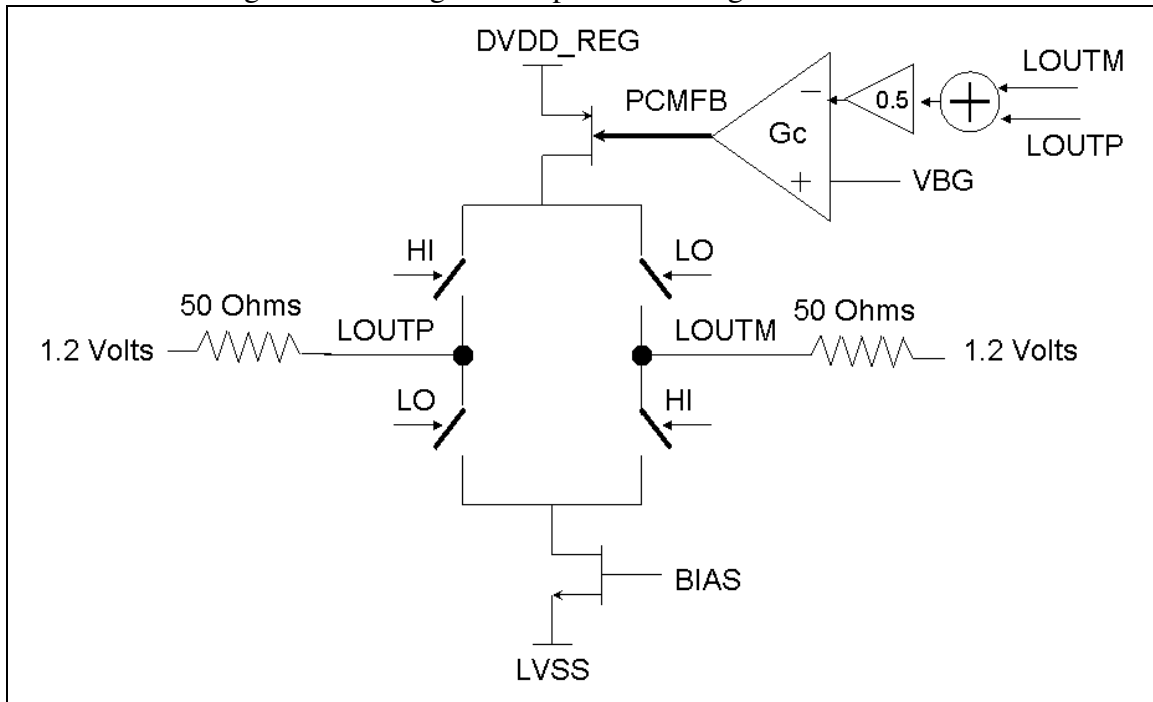 DVDD_REG
LOUTM
PCMFB
−
0.5
+
Gc
LOUTP
+
VBG
HI
LO
50 Ohms
50 Ohms
LOUTP
LOUTM
1.2 Volts
1.2 Volts
LO
HI
BIAS
LVSS